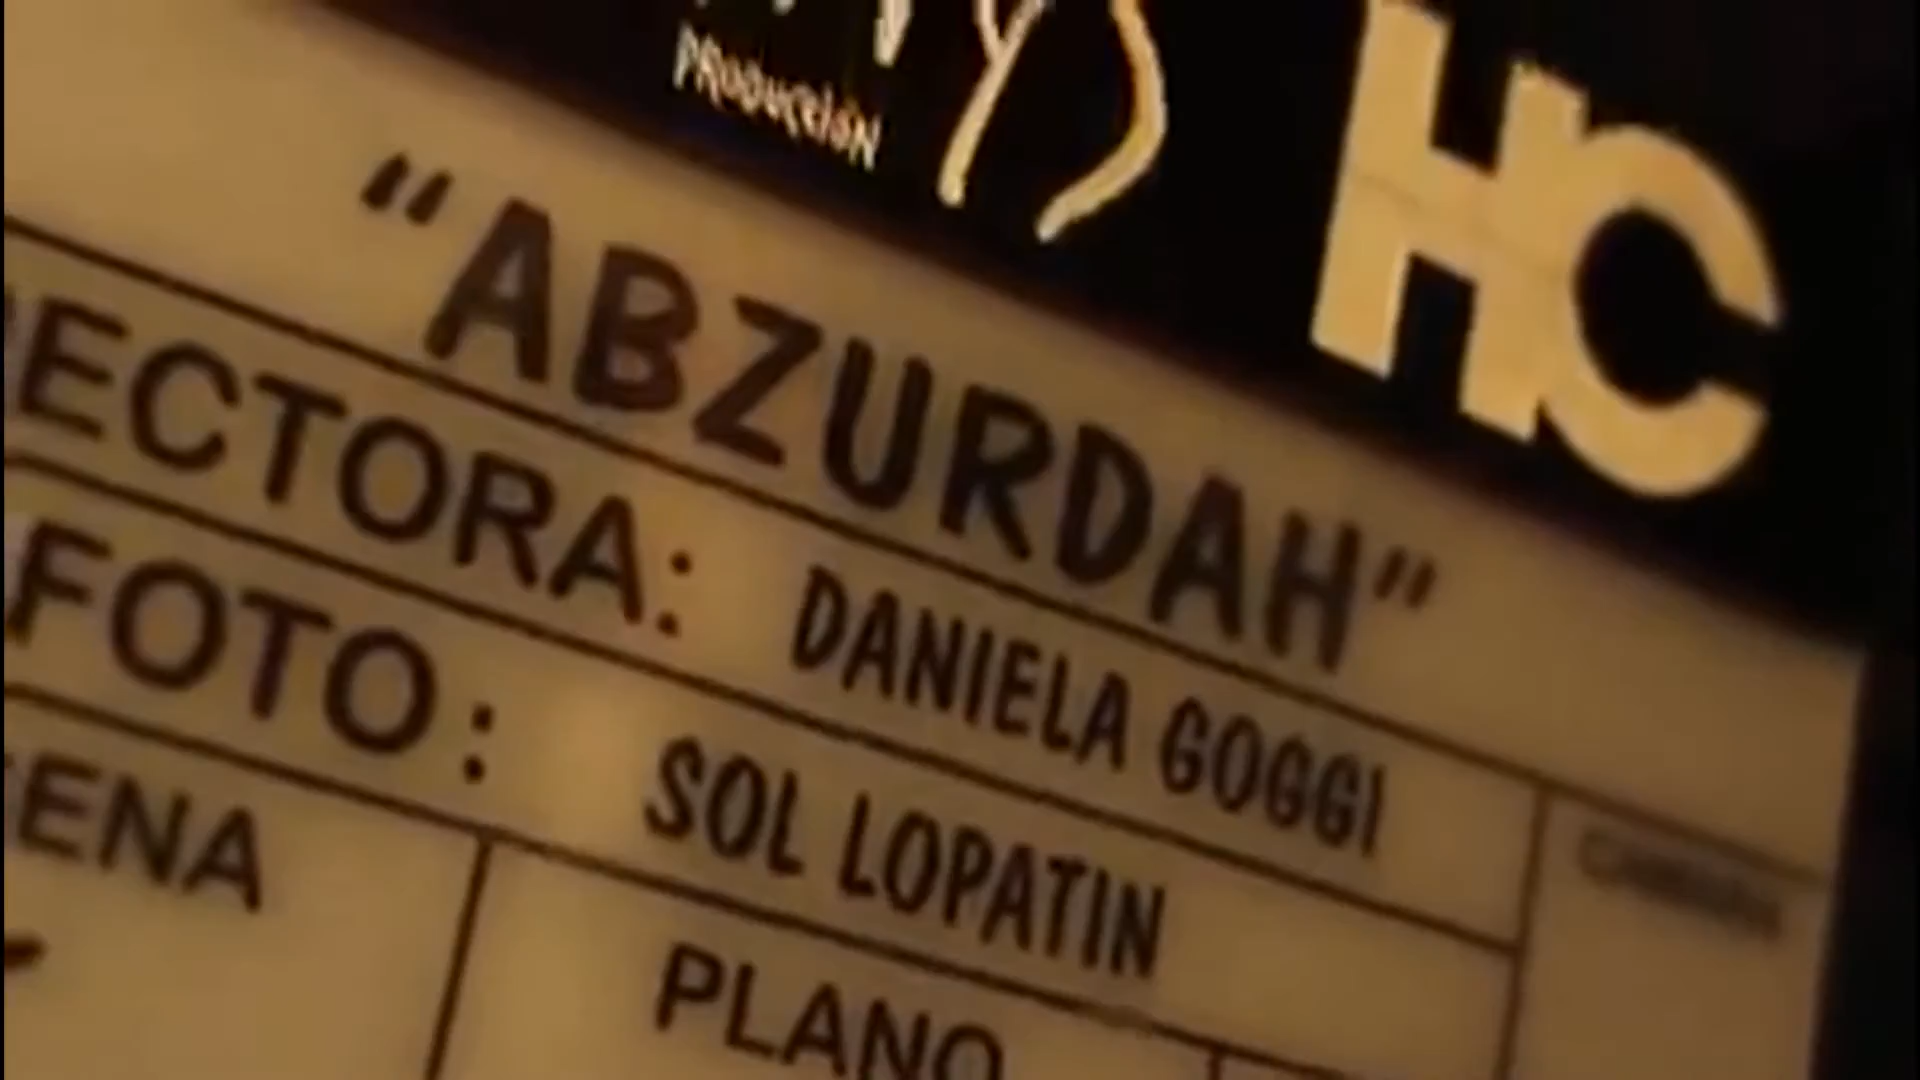 PRODUCCIÓN
HC
"ABZURDAH"
ECTORA: DANIELA GOGGI
FOTO: SOL LOPATIN
ENA
PLANO